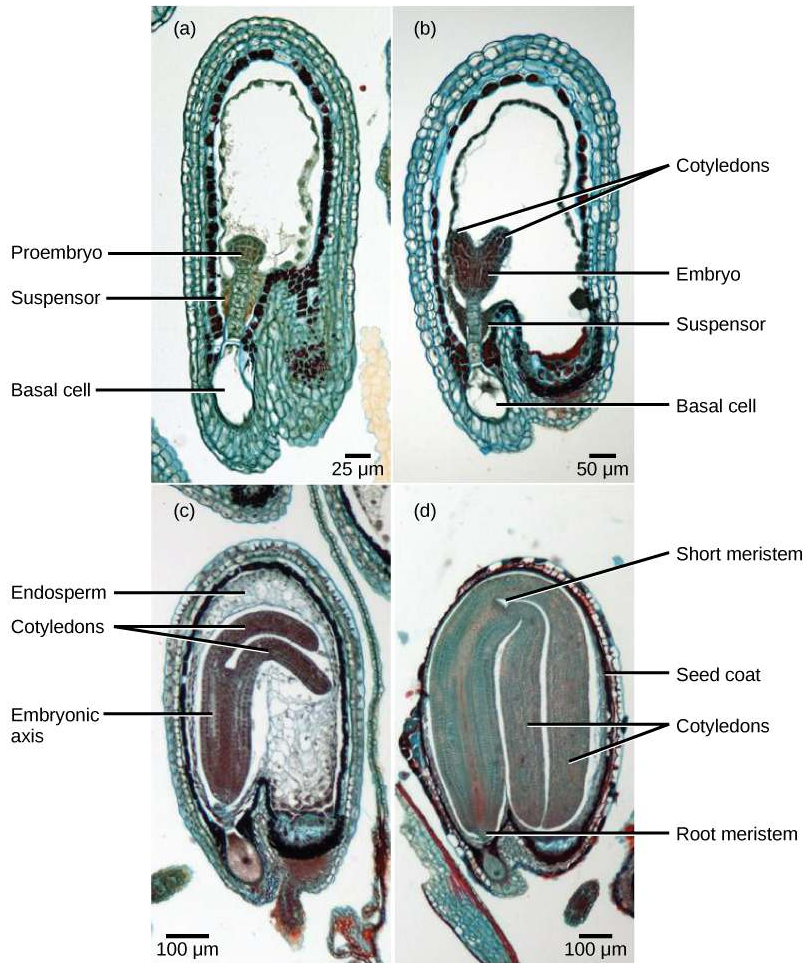 (a)
Proembryo
Suspensor
Basal cell
25 µm
(b)
Cotyledons
Embryo
Suspensor
Basal cell
50 µm
(c)
Endosperm
Cotyledons
Embryonic
axis
100 µm
(d)
Short meristem
Seed coat
Cotyledons
Root meristem
100 µm